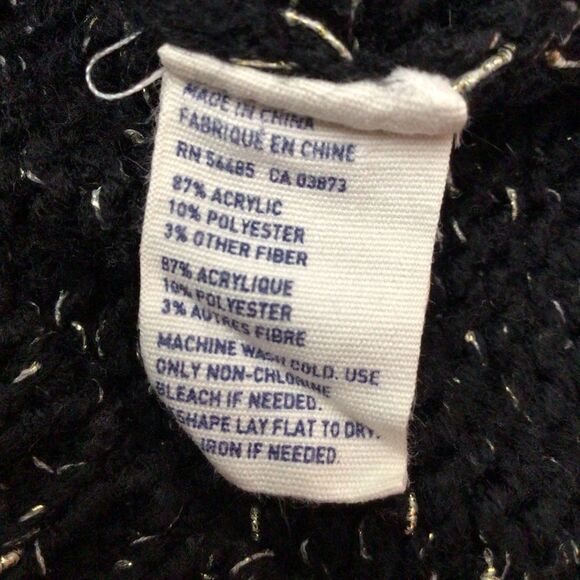 MADE IN CHINA
FABRIQUÉ EN CHINE
RN 54485 CA 03873
87% ACRYLIC
10% POLYESTER
3% OTHER FIBER
87% ACRYLIQUE
10% POLYESTER
3% AUTRES FIBRE
MACHINE WASH COLD. USE
ONLY NON-CHLORINE
BLEACH IF NEEDED.
SHAPE LAY FLAT TO DRY.
IRON IF NEEDED.